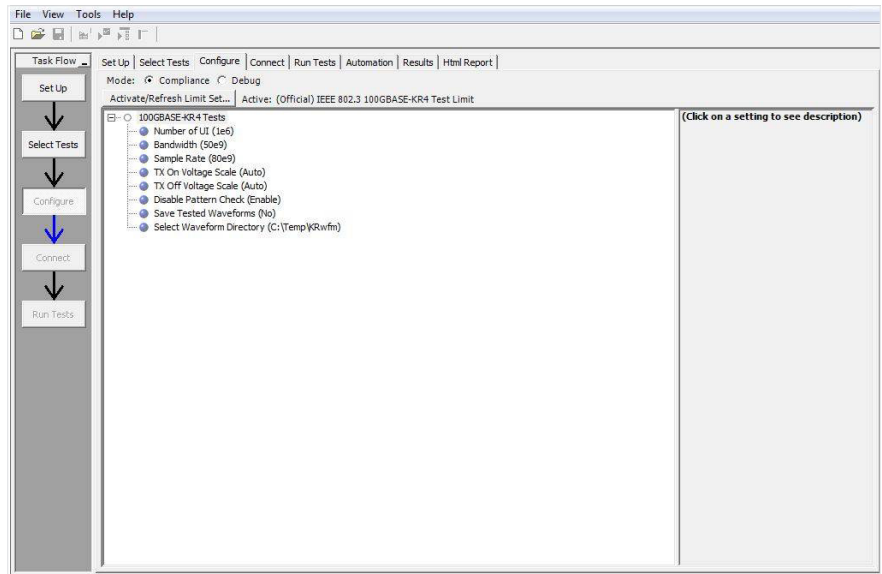 File View Tools Help
Task Flow
Set Up
Select Tests
Configure
Connect
Run Tests
Set Up Select Tests Configure Connect Run Tests Automation Results Html Report
Mode: Compliance Debug
Activate/Refresh Limit Set... Active: (Official) IEEE 802.3 100GBASE-KR4 Test Limit
100GBASE-KR4 Tests
Number of UI (1e6)
Bandwidth (50e9)
Sample Rate (80e9)
TX On Voltage Scale (Auto)
TX Off Voltage Scale (Auto)
Disable Pattern Check (Enable)
Save Tested Waveforms (No)
Select Waveform Directory (C:\Temp\KRwfm)
(Click on a setting to see description)